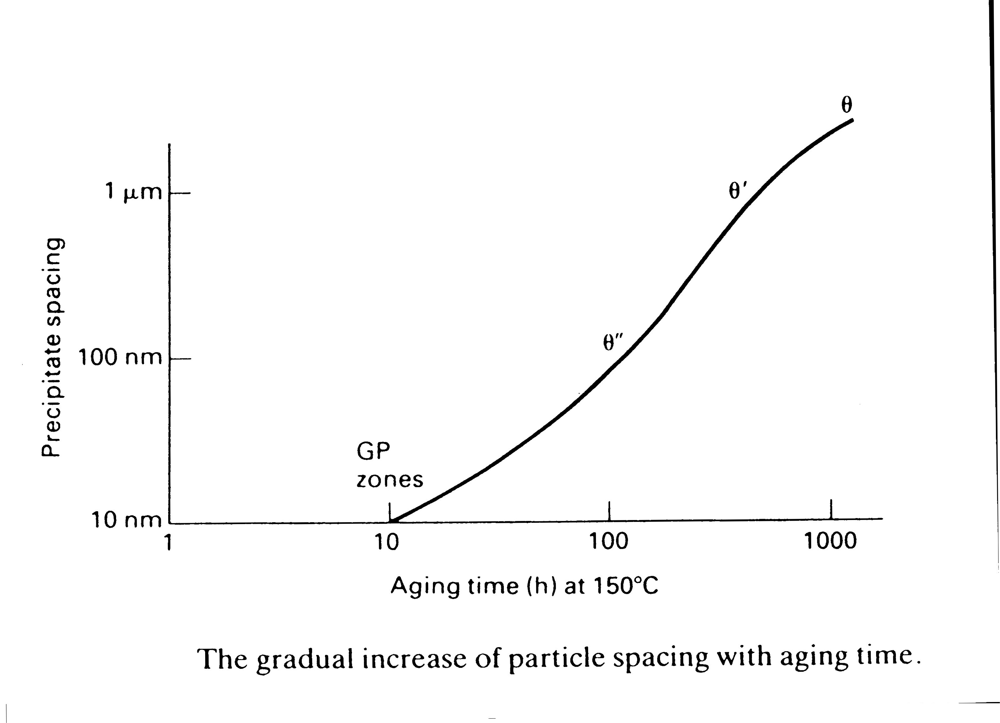 θ
1 μm
θ′
Precipitate spacing
100 nm
θ″
GP
zones
10 nm
1 10 100 1000
Aging time (h) at 150°C
The gradual increase of particle spacing with aging time.